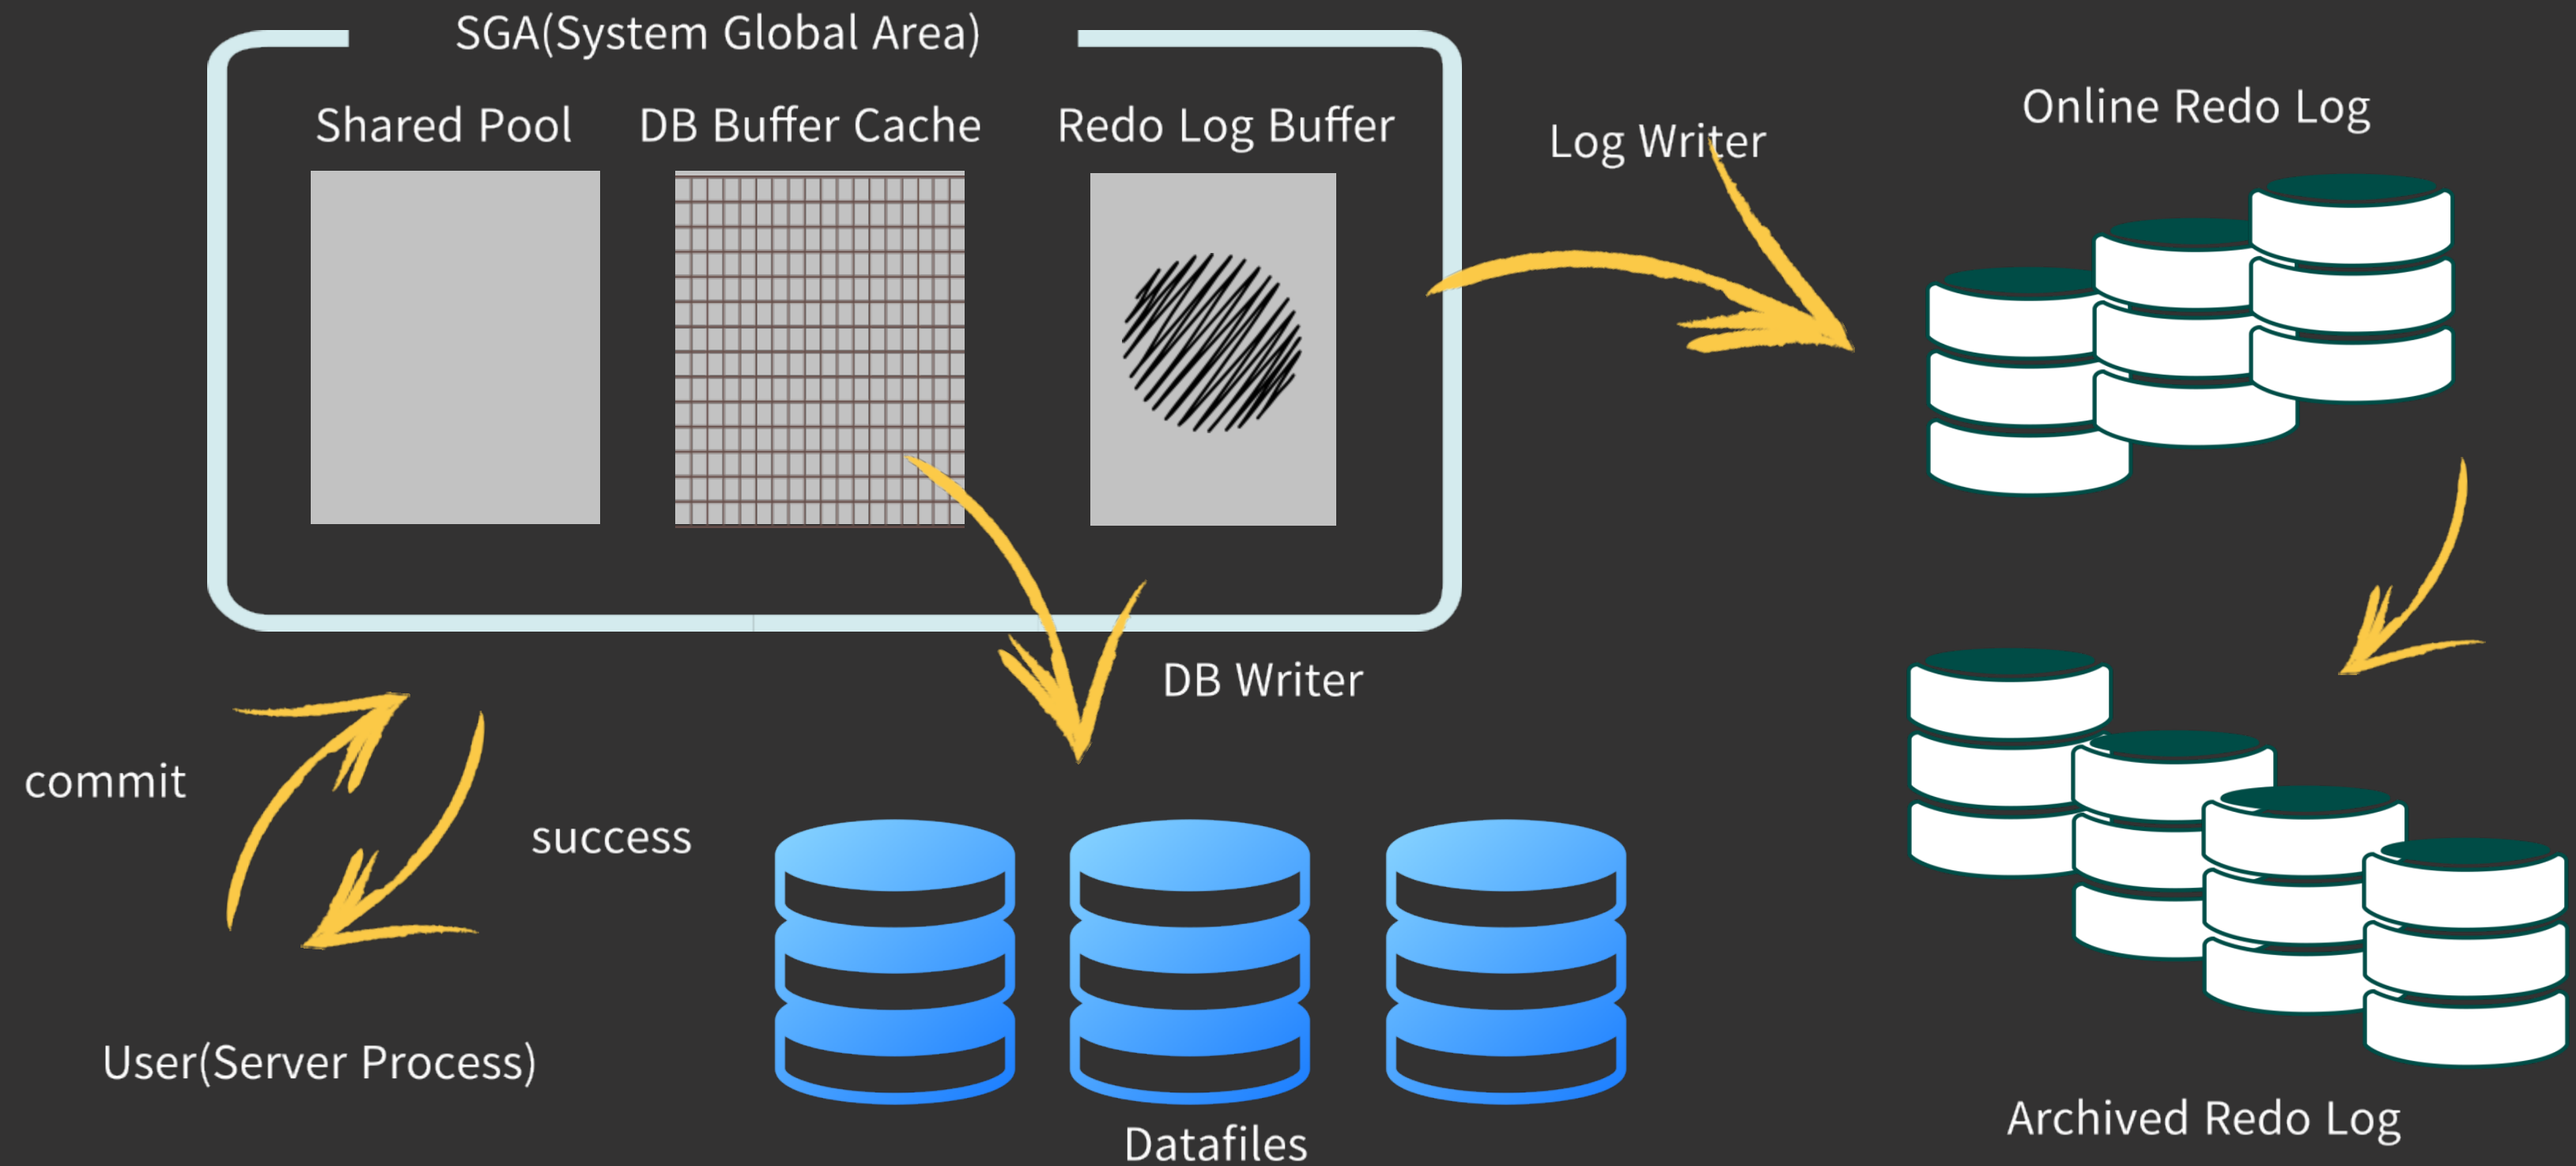 SGA(System Global Area)
Shared Pool
DB Buffer Cache
Redo Log Buffer
Log Writer
Online Redo Log
DB Writer
commit
success
User(Server Process)
Datafiles
Archived Redo Log